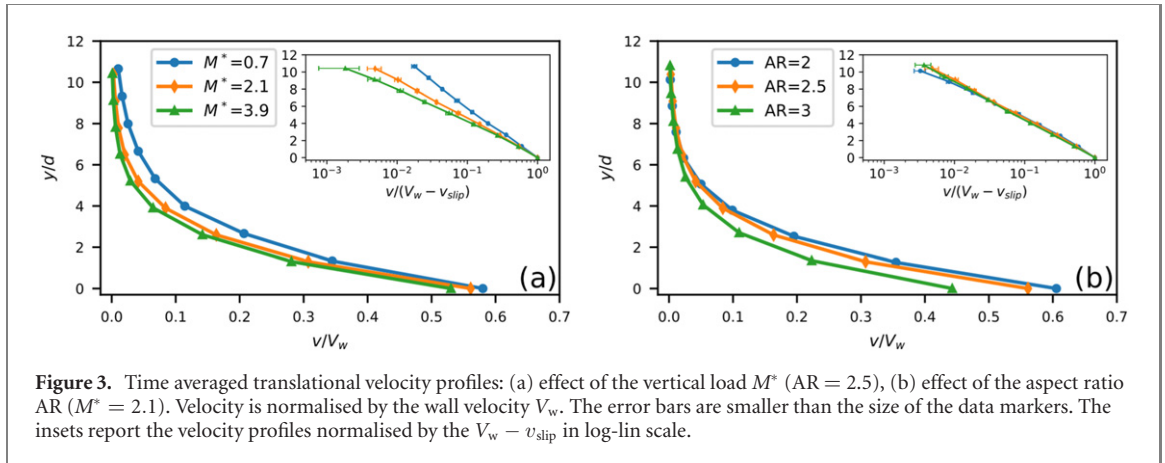 12
10
8
6
4
2
0
y/d
M*=0.7
M*=2.1
M*=3.9
12
10
8
6
4
2
0
10⁻³ 10⁻² 10⁻¹ 10⁰
v/(V_w − v_slip)
(a)
0.0 0.1 0.2 0.3 0.4 0.5 0.6 0.7
v/V_w
12
10
8
6
4
2
0
y/d
AR=2
AR=2.5
AR=3
12
10
8
6
4
2
0
10⁻³ 10⁻² 10⁻¹ 10⁰
v/(V_w − v_slip)
(b)
0.0 0.1 0.2 0.3 0.4 0.5 0.6 0.7
v/V_w
Figure 3. Time averaged translational velocity profiles: (a) effect of the vertical load M* (AR = 2.5), (b) effect of the aspect ratio
AR (M* = 2.1). Velocity is normalised by the wall velocity V_w. The error bars are smaller than the size of the data markers. The
insets report the velocity profiles normalised by the V_w − v_slip in log-lin scale.